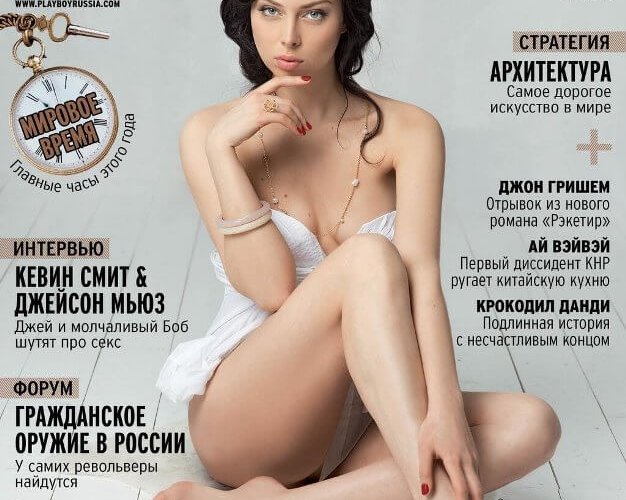 WWW.PLAYBOYRUSSIA.COM
МИРОВОЕ
ВРЕМЯ
Главные часы этого года
СТРАТЕГИЯ
АРХИТЕКТУРА
Самое дорогое
искусство в мире
+
ДЖОН ГРИШЕМ
Отрывок из нового
романа «Рэкетир»
АЙ ВЭЙВЭЙ
Первый диссидент КНР
ругает китайскую кухню
КРОКОДИЛ ДАНДИ
Подлинная история
с несчастливым концом
ИНТЕРВЬЮ
КЕВИН СМИТ &
ДЖЕЙСОН МЬЮЗ
Джей и молчаливый Боб
шутят про секс
ФОРУМ
ГРАЖДАНСКОЕ
ОРУЖИЕ В РОССИИ
У самих револьверы
найдутся